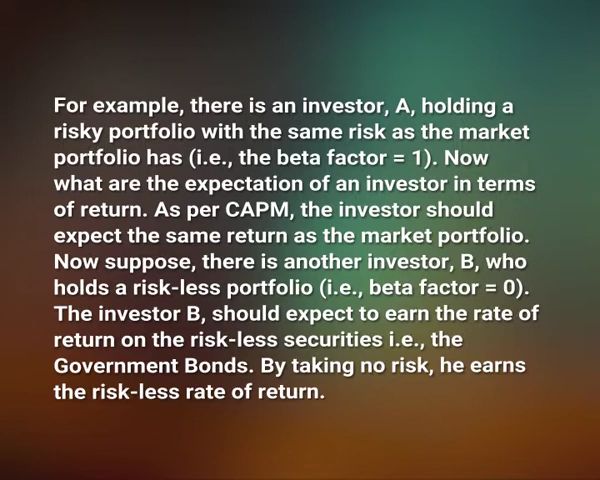 For example, there is an investor, A, holding a
risky portfolio with the same risk as the market
portfolio has (i.e., the beta factor = 1). Now
what are the expectation of an investor in terms
of return. As per CAPM, the investor should
expect the same return as the market portfolio.
Now suppose, there is another investor, B, who
holds a risk-less portfolio (i.e., beta factor = 0).
The investor B, should expect to earn the rate of
return on the risk-less securities i.e., the
Government Bonds. By taking no risk, he earns
the risk-less rate of return.